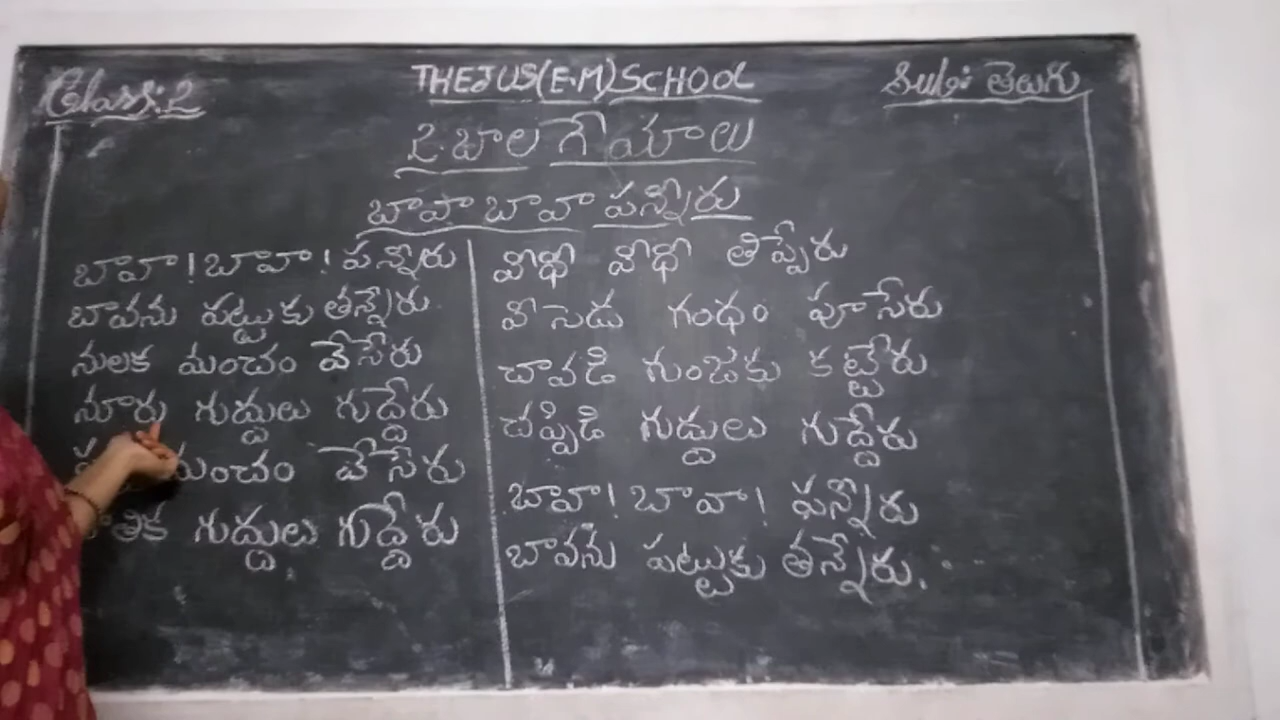 Class: 2
THEJUS(E.M)SCHOOL
Sub: తెలుగు
2. బాల గేయాలు
బావా బావా పన్నీరు
బావా! బావా! పన్నీరు
బావను పట్టుకు తన్నేరు
నులక మంచం వేసేరు
నూరు గుద్దులు గుద్దేరు
మంచం వేసేరు
గుద్దులు గుద్దేరు
వీధి వీధి తిప్పేరు
వీసెడు గంధం పూసేరు
చావడి గుంజకు కట్టేరు
చప్పిడి గుద్దులు గుద్దేరు
బావా! బావా! పన్నీరు
బావను పట్టుకు తన్నేరు.